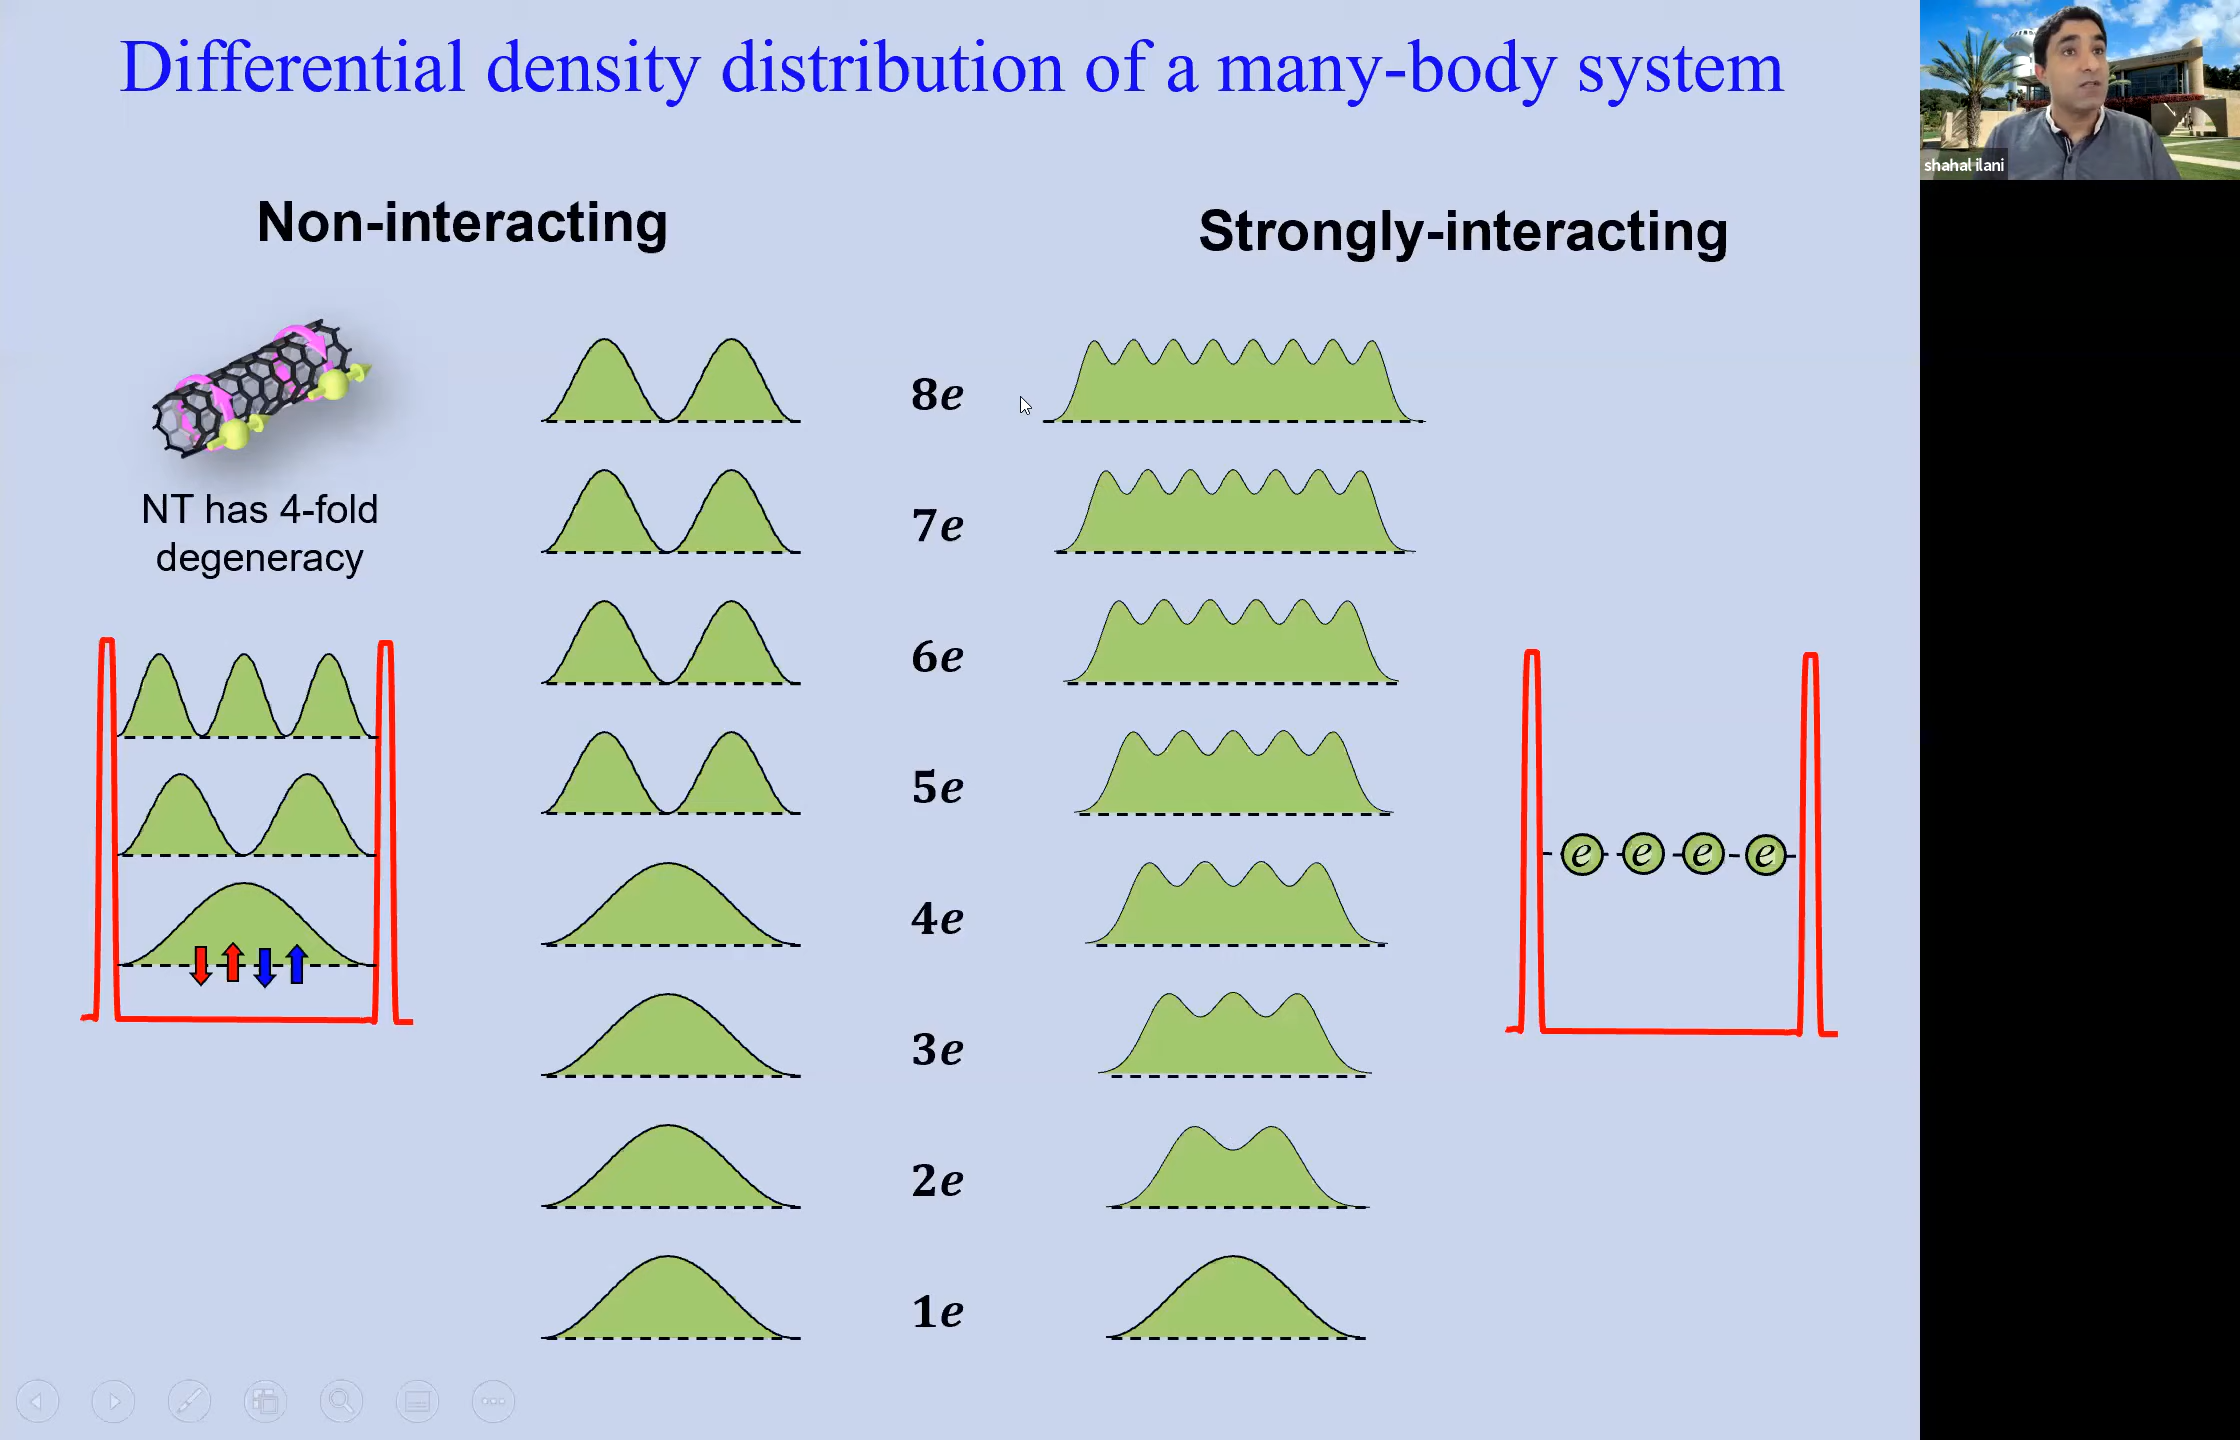 Differential density distribution of a many-body system
shahal ilani
Non-interacting
Strongly-interacting
NT has 4-fold
degeneracy
8e
7e
6e
5e
4e
3e
2e
1e
e e e e